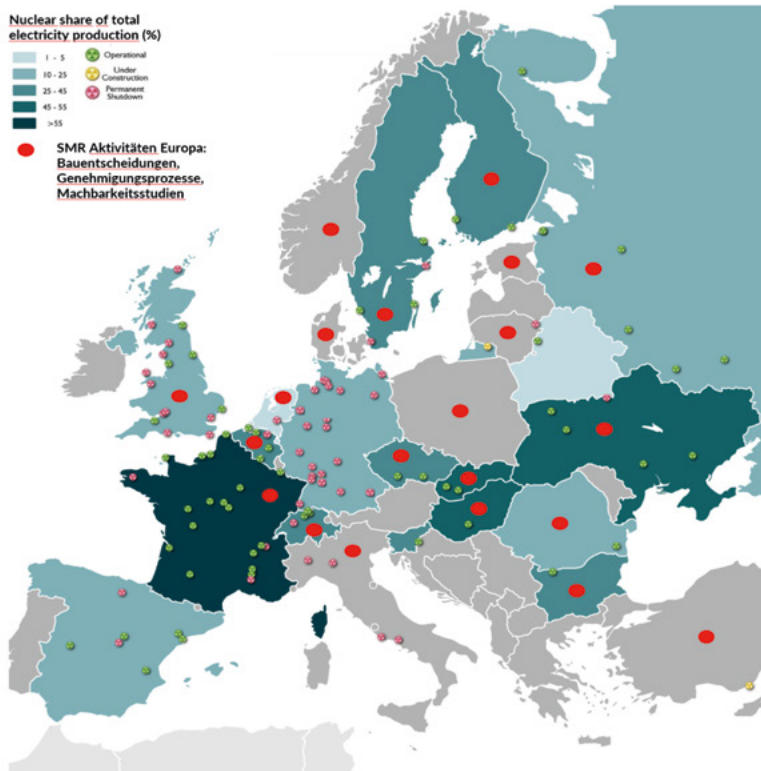 Nuclear share of total
electricity production (%)
1 - 5
10 - 25
25 - 45
45 - 55
>55
Operational
Under
Construction
Permanent
Shutdown
SMR Aktivitäten Europa:
Bauentscheidungen,
Genehmigungsprozesse,
Machbarkeitsstudien